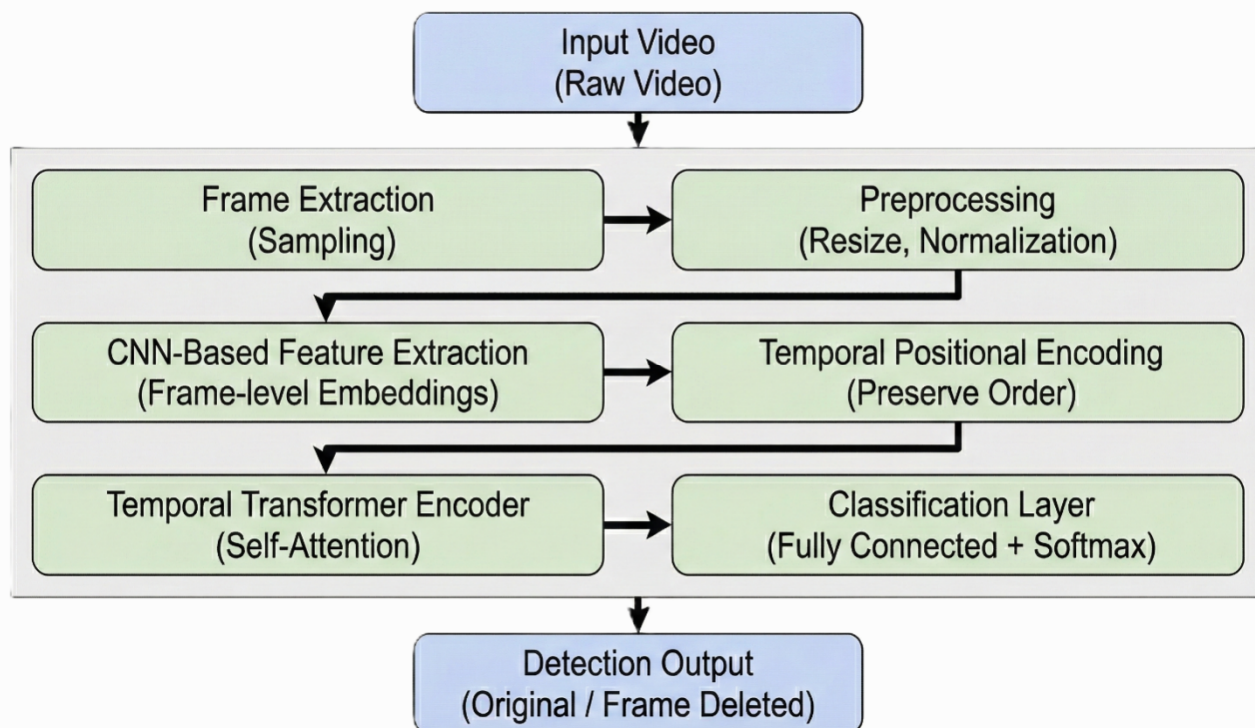 Input Video
(Raw Video)
Frame Extraction
(Sampling)
Preprocessing
(Resize, Normalization)
CNN-Based Feature Extraction
(Frame-level Embeddings)
Temporal Positional Encoding
(Preserve Order)
Temporal Transformer Encoder
(Self-Attention)
Classification Layer
(Fully Connected + Softmax)
Detection Output
(Original / Frame Deleted)